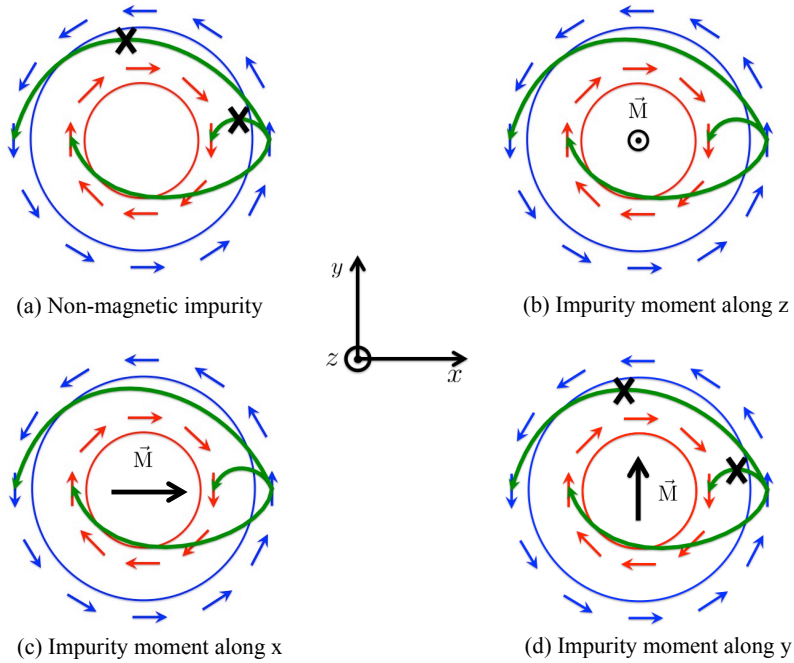 M⃗
(a) Non-magnetic impurity
(b) Impurity moment along z
y
z
x
M⃗
M⃗
(c) Impurity moment along x
(d) Impurity moment along y